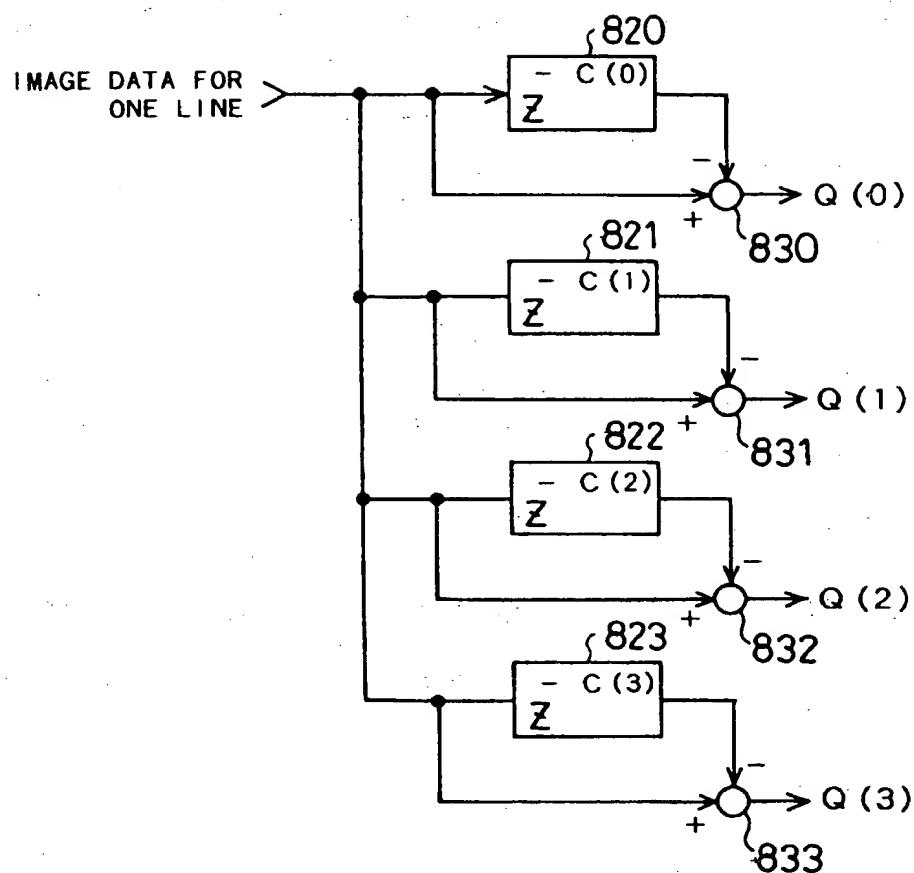 820
IMAGE DATA FOR
ONE LINE
Z - C (0)
-
+
Q (0)
830
821
Z - C (1)
-
+
Q (1)
831
822
Z - C (2)
-
+
Q (2)
832
823
Z - C (3)
-
+
Q (3)
833